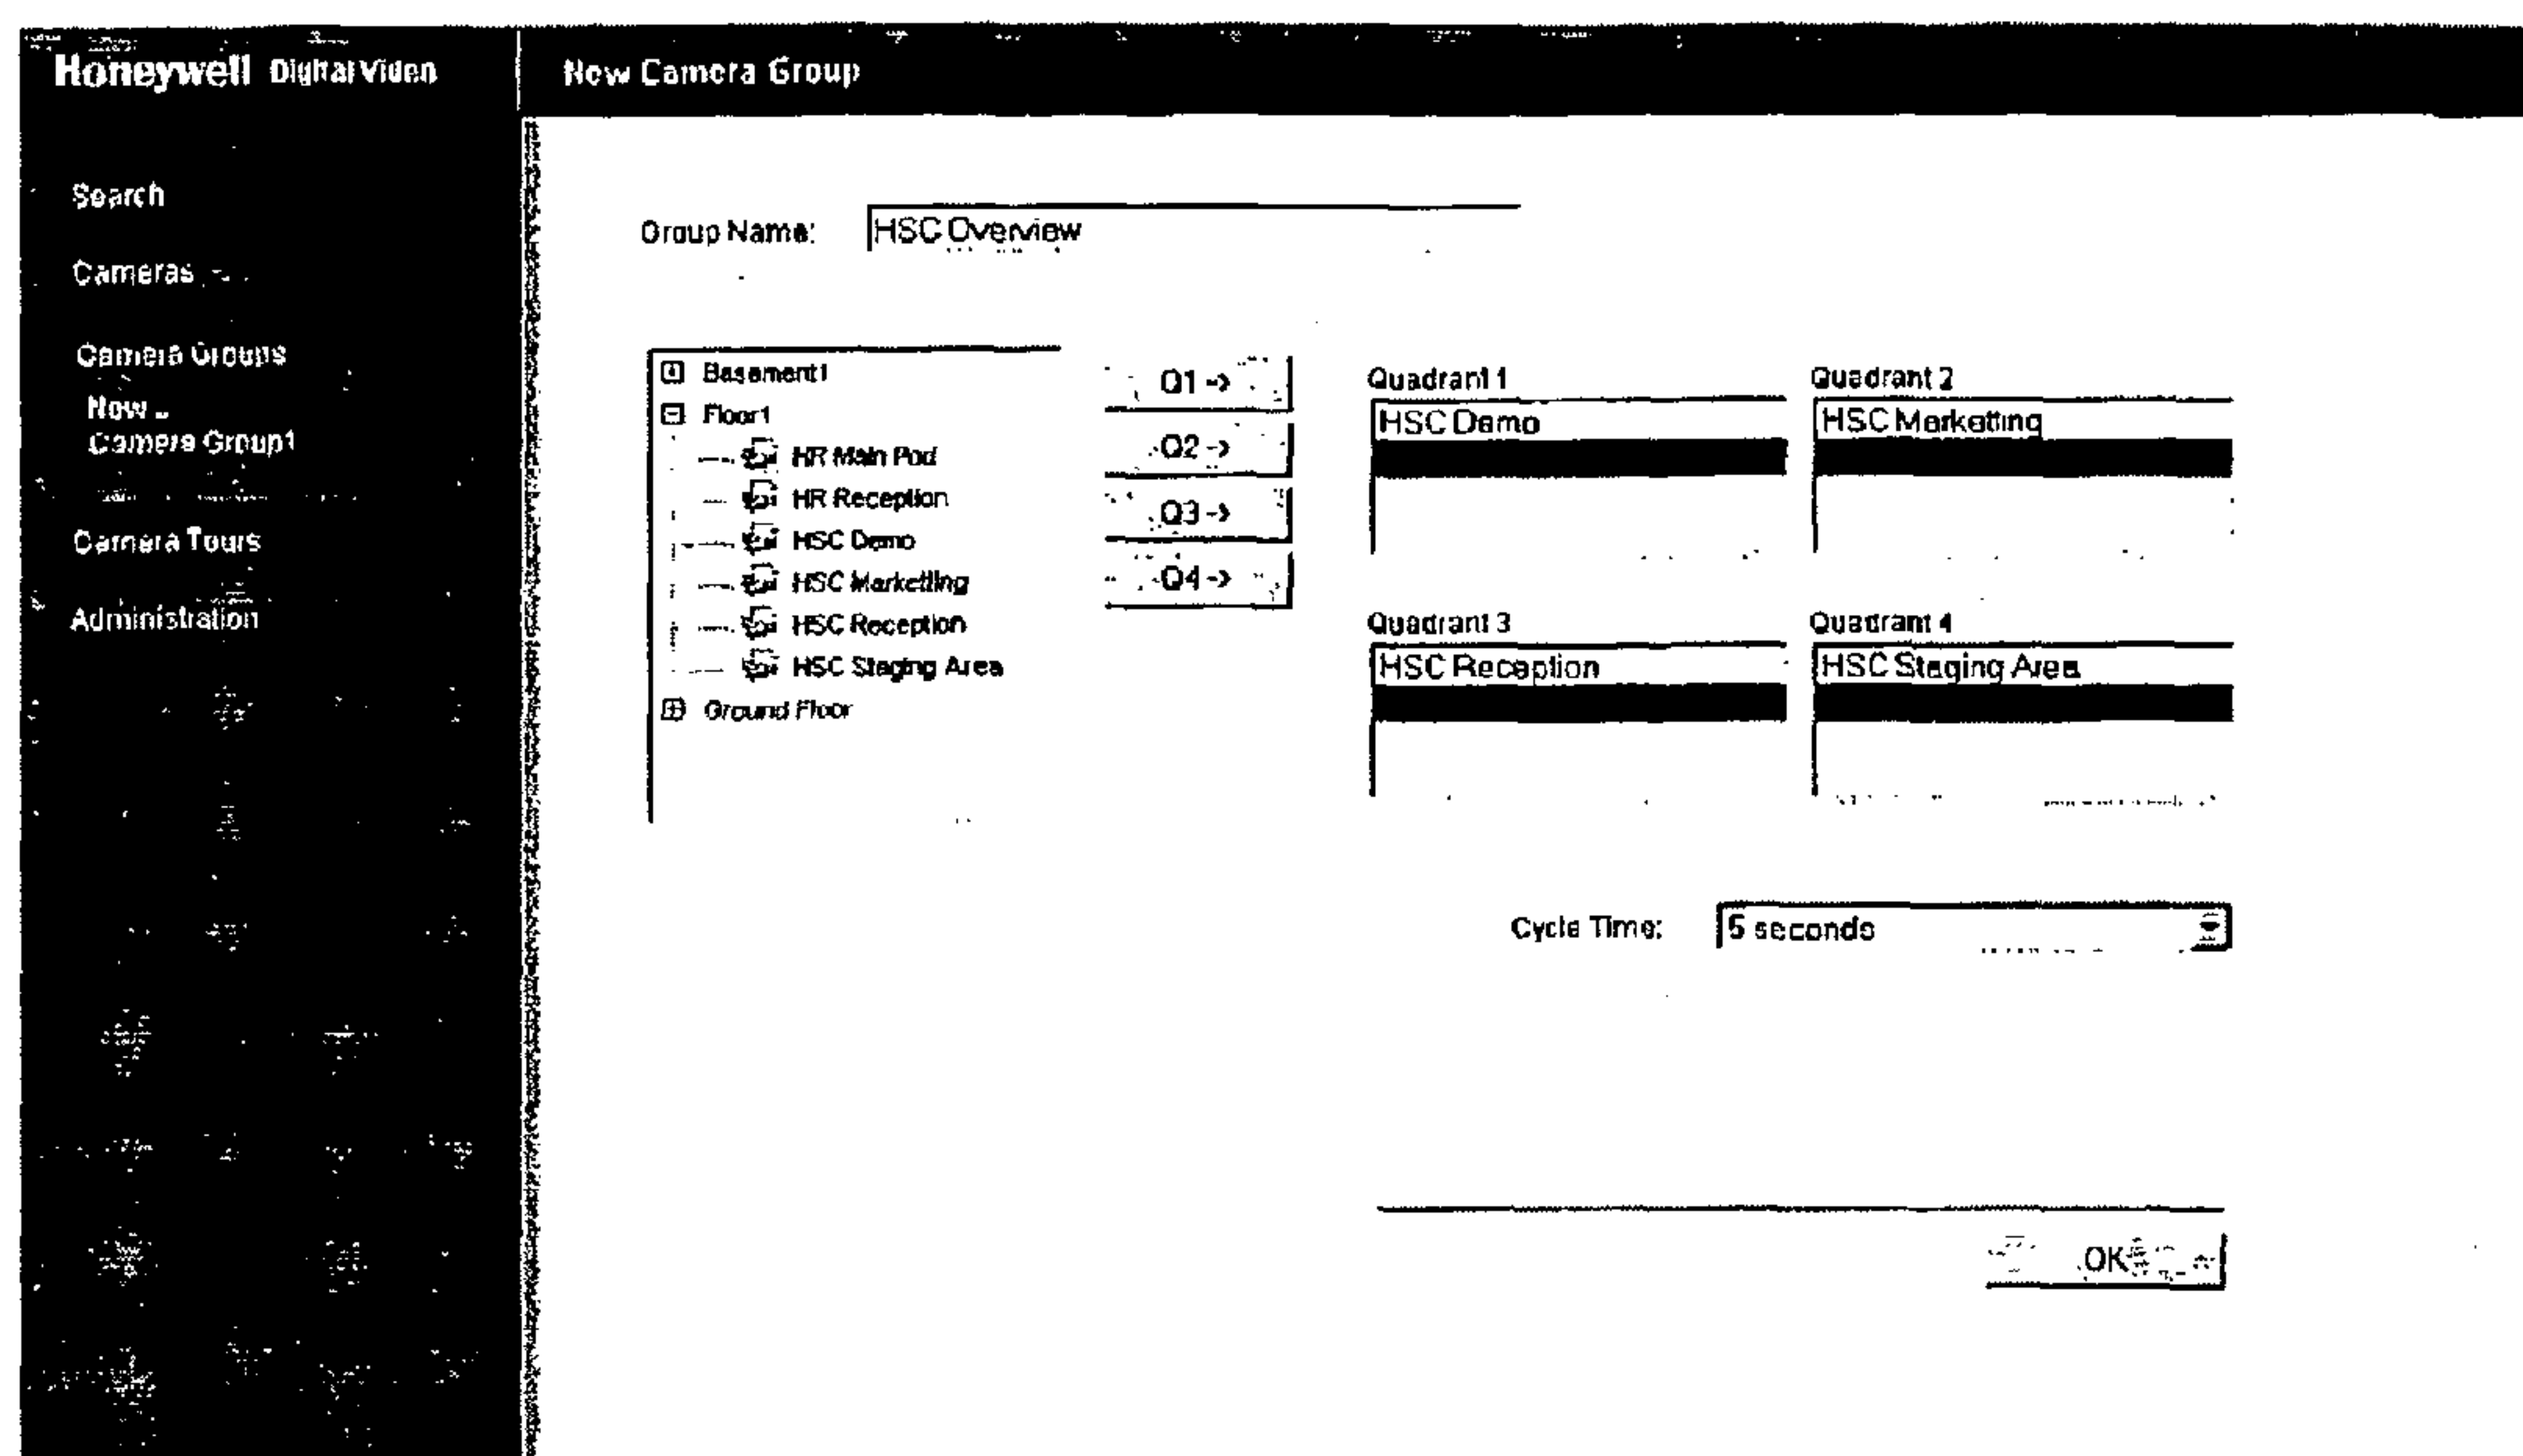 Honeywell Digital Video
New Camera Group
Search
Cameras
Camera Groups
New
Camera Group1
Camera Tours
Administration
Group Name: HSC Overview
Basement1
Floor1
HR Main Pod
HR Reception
HSC Demo
HSC Marketting
HSC Reception
HSC Staging Area
Ground Floor
Q1 ->
Q2 ->
Q3 ->
Q4 ->
Quadrant 1
HSC Demo
Quadrant 2
HSC Marketting
Quadrant 3
HSC Reception
Quadrant 4
HSC Staging Area
Cycle Time: 5 seconds
OK